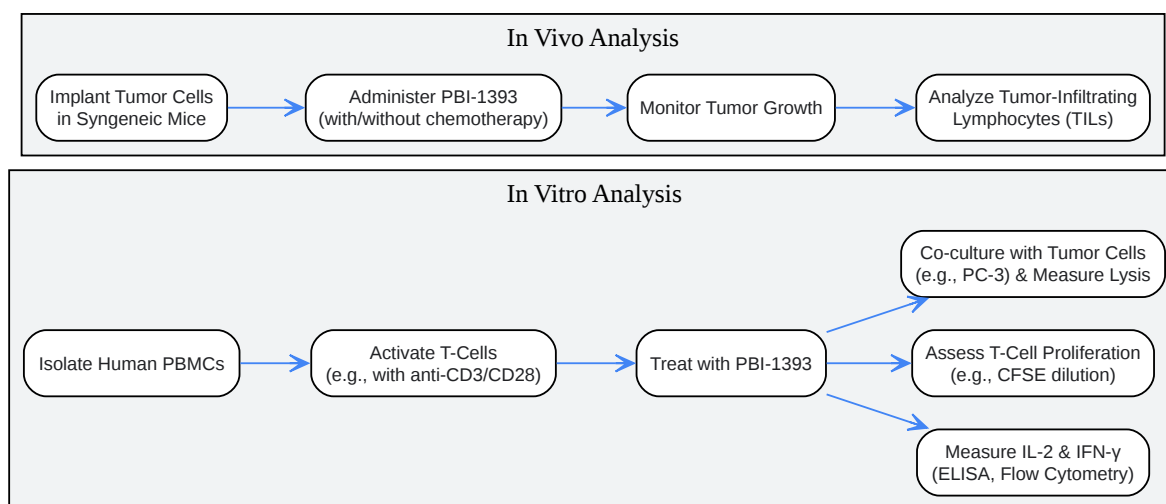 In Vivo Analysis
Implant Tumor Cells
in Syngeneic Mice
Administer PBI-1393
(with/without chemotherapy)
Monitor Tumor Growth
Analyze Tumor-Infiltrating
Lymphocytes (TILs)
In Vitro Analysis
Isolate Human PBMCs
Activate T-Cells
(e.g., with anti-CD3/CD28)
Treat with PBI-1393
Co-culture with Tumor Cells
(e.g., PC-3) & Measure Lysis
Assess T-Cell Proliferation
(e.g., CFSE dilution)
Measure IL-2 & IFN-γ
(ELISA, Flow Cytometry)